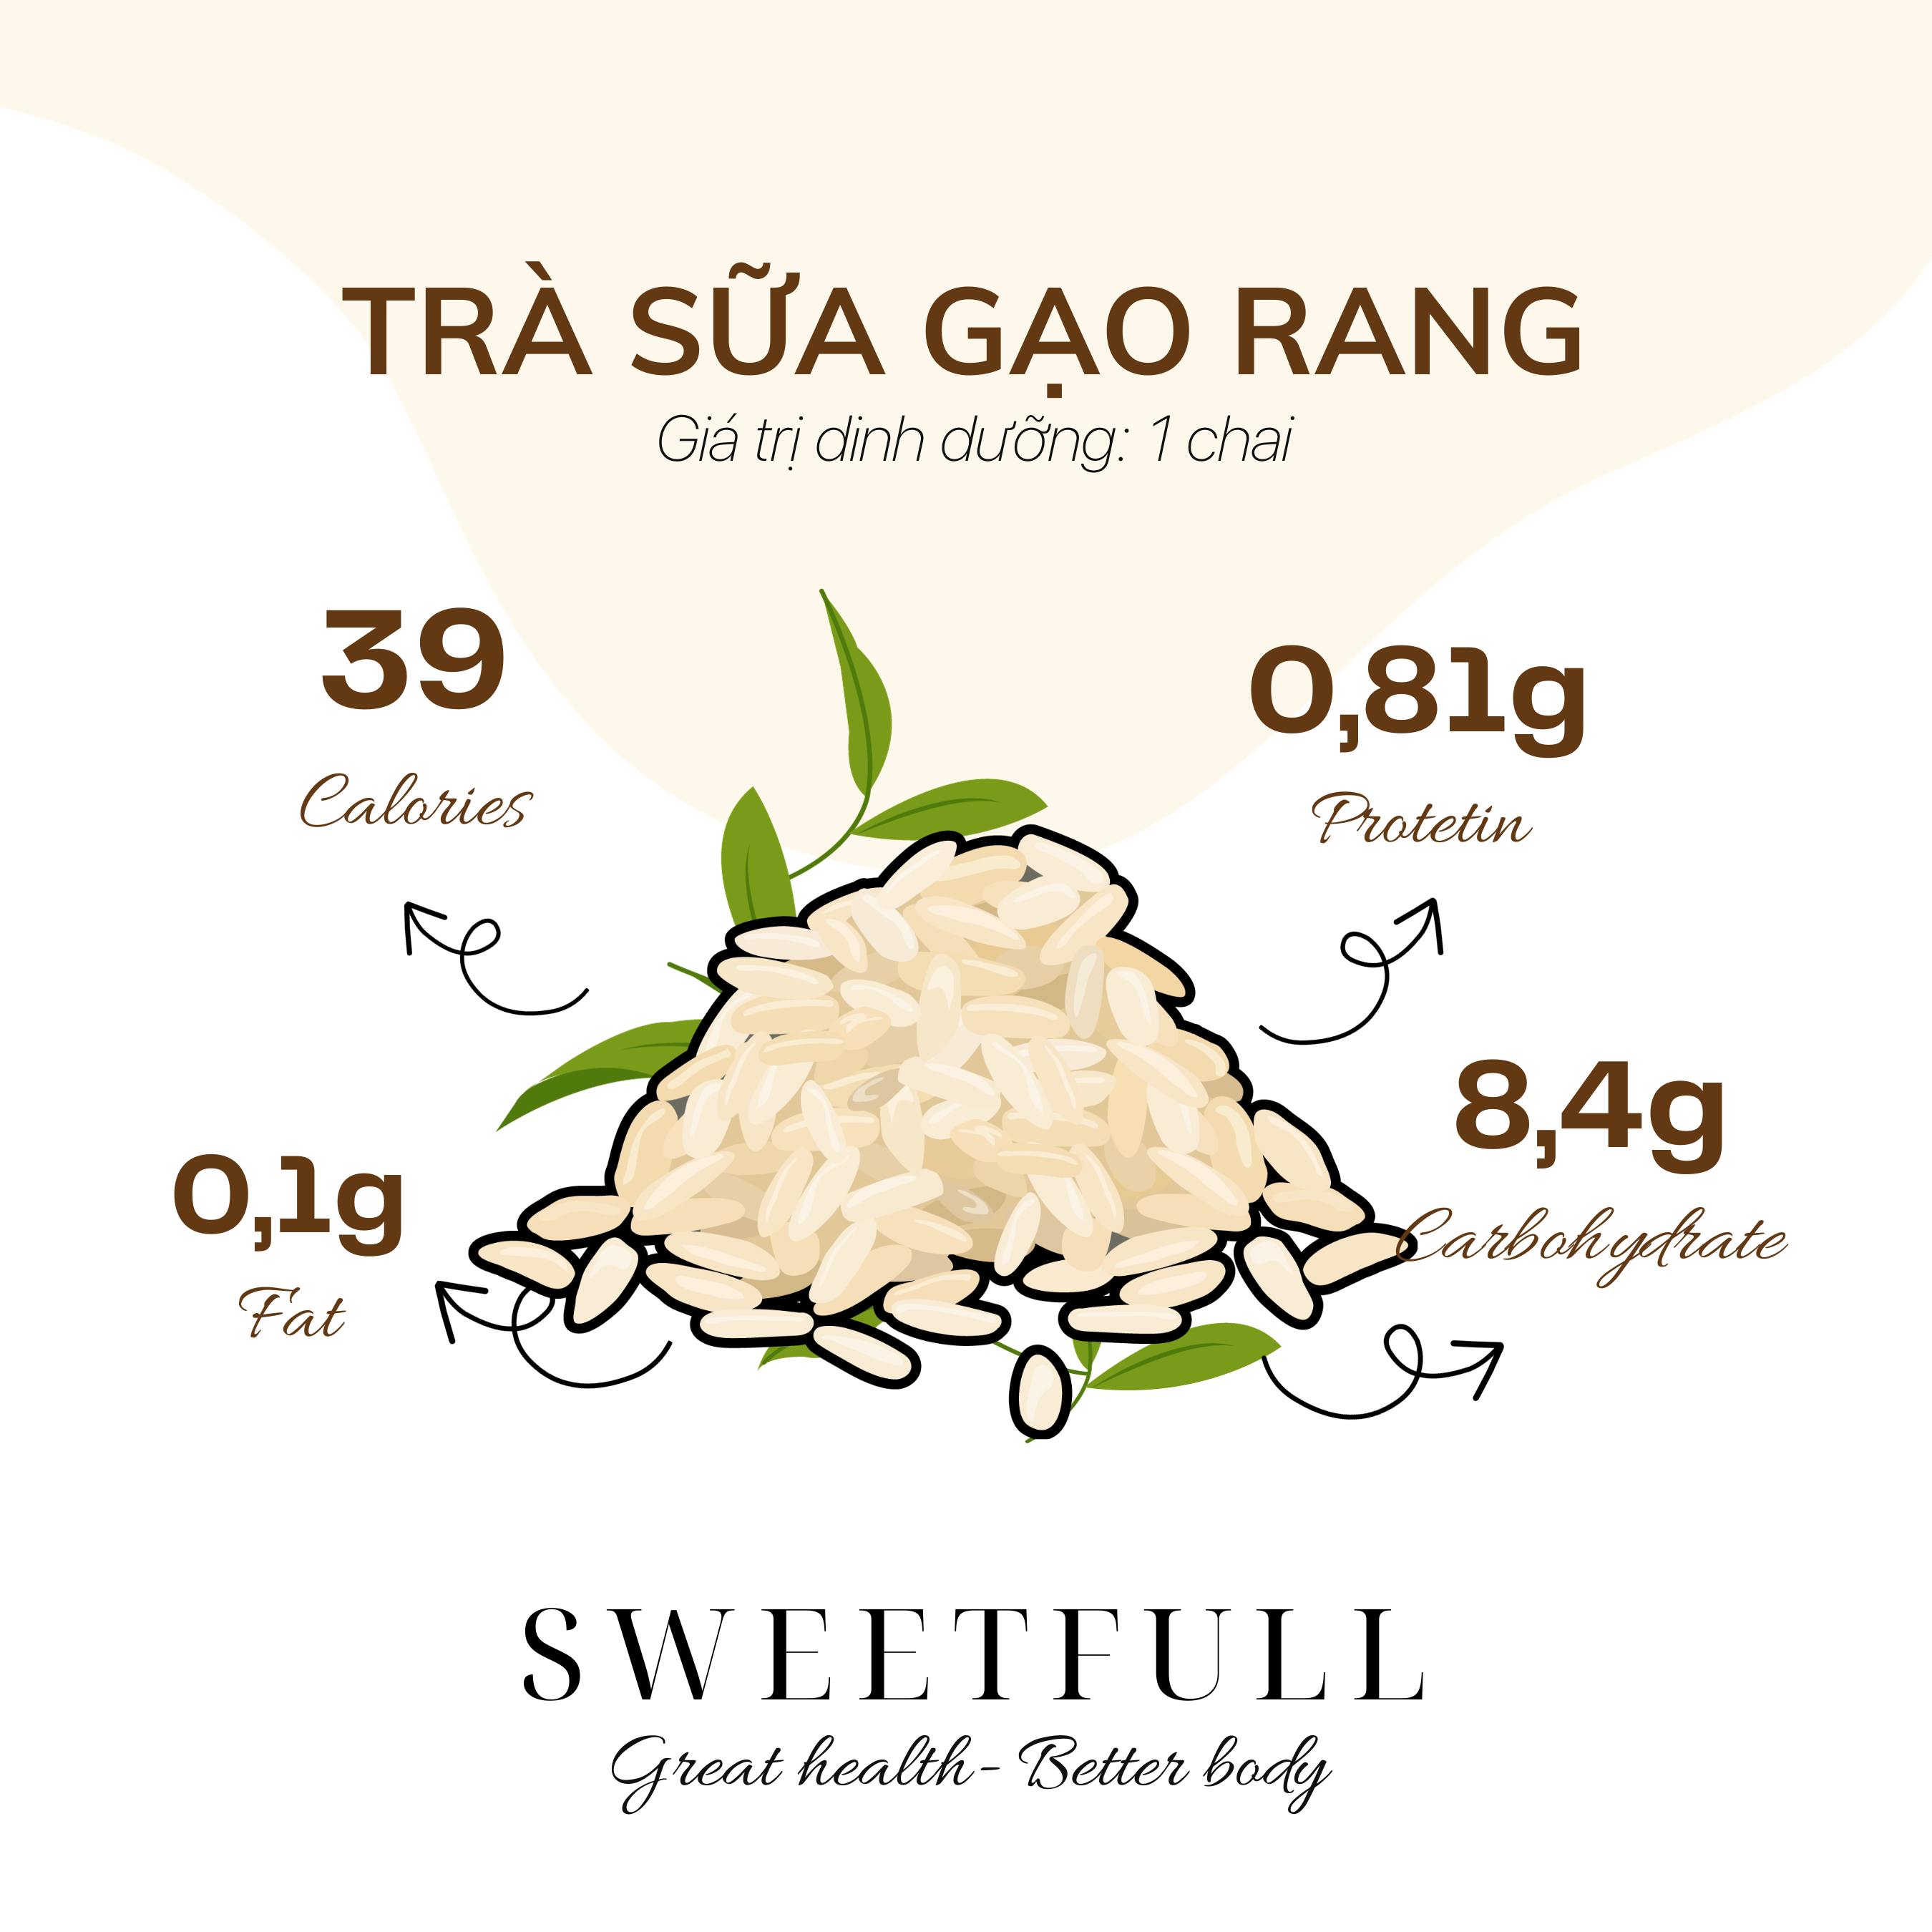 TRÀ SỮA GẠO RANG
Giá trị dinh dưỡng: 1 chai
39
Calories
0,81g
Protetin
8,4g
Carbohydrate
0,1g
Fat
SWEETFULL
Great health- Better body